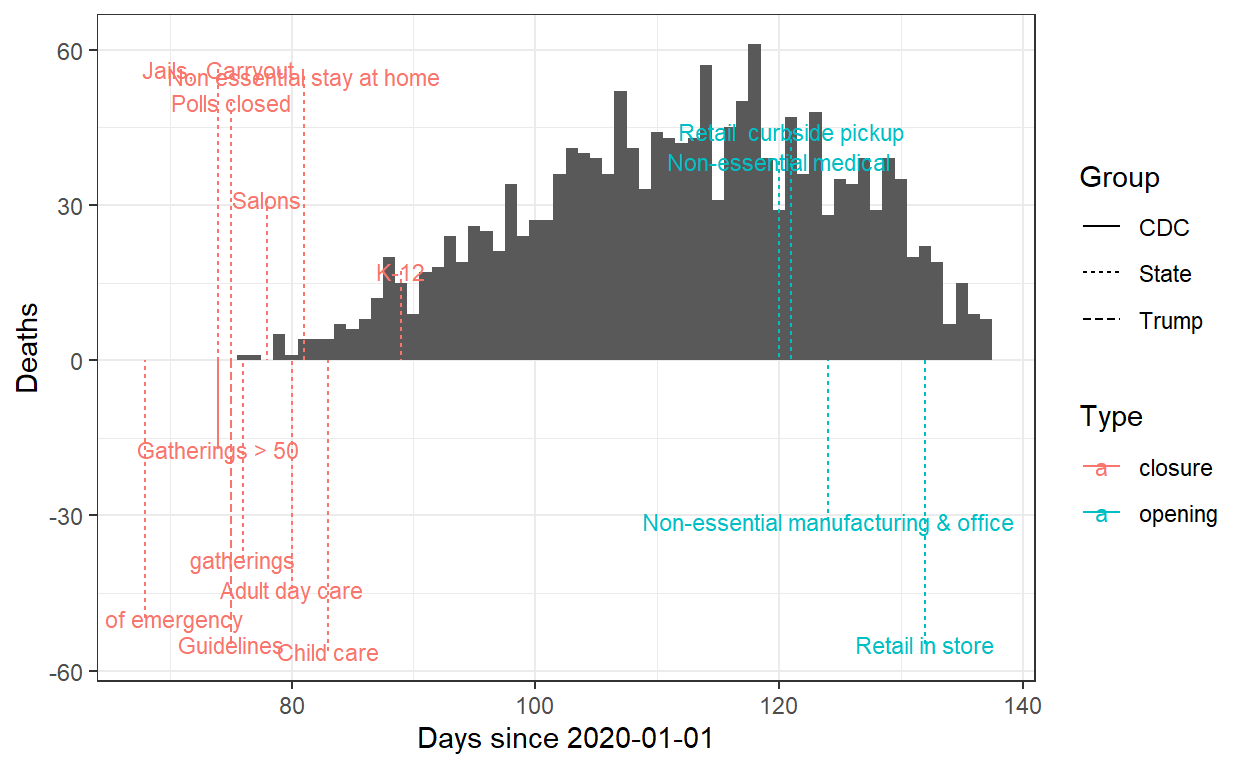 60
30
0
-30
-60
Deaths
Jails, Carryout
Non essential stay at home
Polls closed
Salons
K-12
Retail curbside pickup
Non-essential medical
Gatherings > 50
Non-essential manufacturing & office
gatherings
Adult day care
of emergency
Guidelines
Child care
Retail in store
80
100
120
140
Days since 2020-01-01
Group
CDC
State
Trump
Type
a closure
a opening